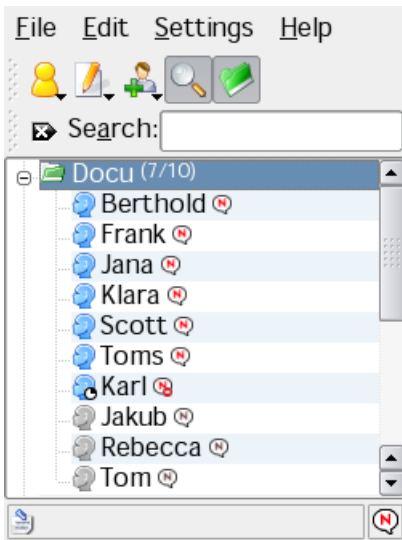 File Edit Settings Help
Search:
Docu (7/10)
Berthold N
Frank N
Jana N
Klara N
Scott N
Toms N
Karl N
Jakub N
Rebecca N
Tom N
N